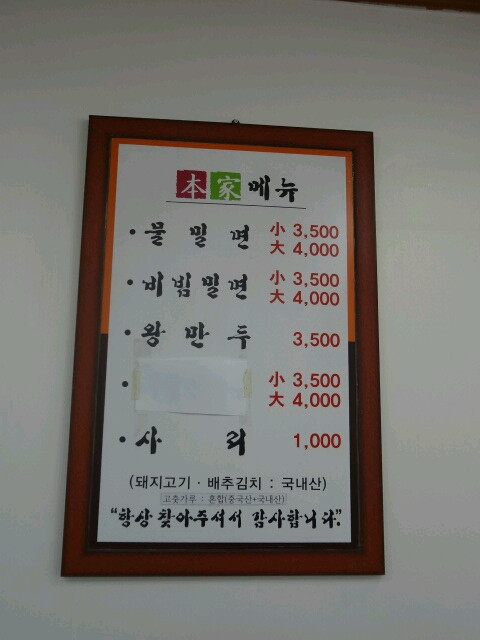 本家 메뉴
• 물밀면 小 3,500
大 4,000
• 비빔밀면 小 3,500
大 4,000
• 왕만두 3,500
• 小 3,500
大 4,000
• 사리 1,000
(돼지고기 · 배추김치 : 국내산)
고춧가루 : 혼합(중국산+국내산)
"항상 찾아주셔서 감사합니다".